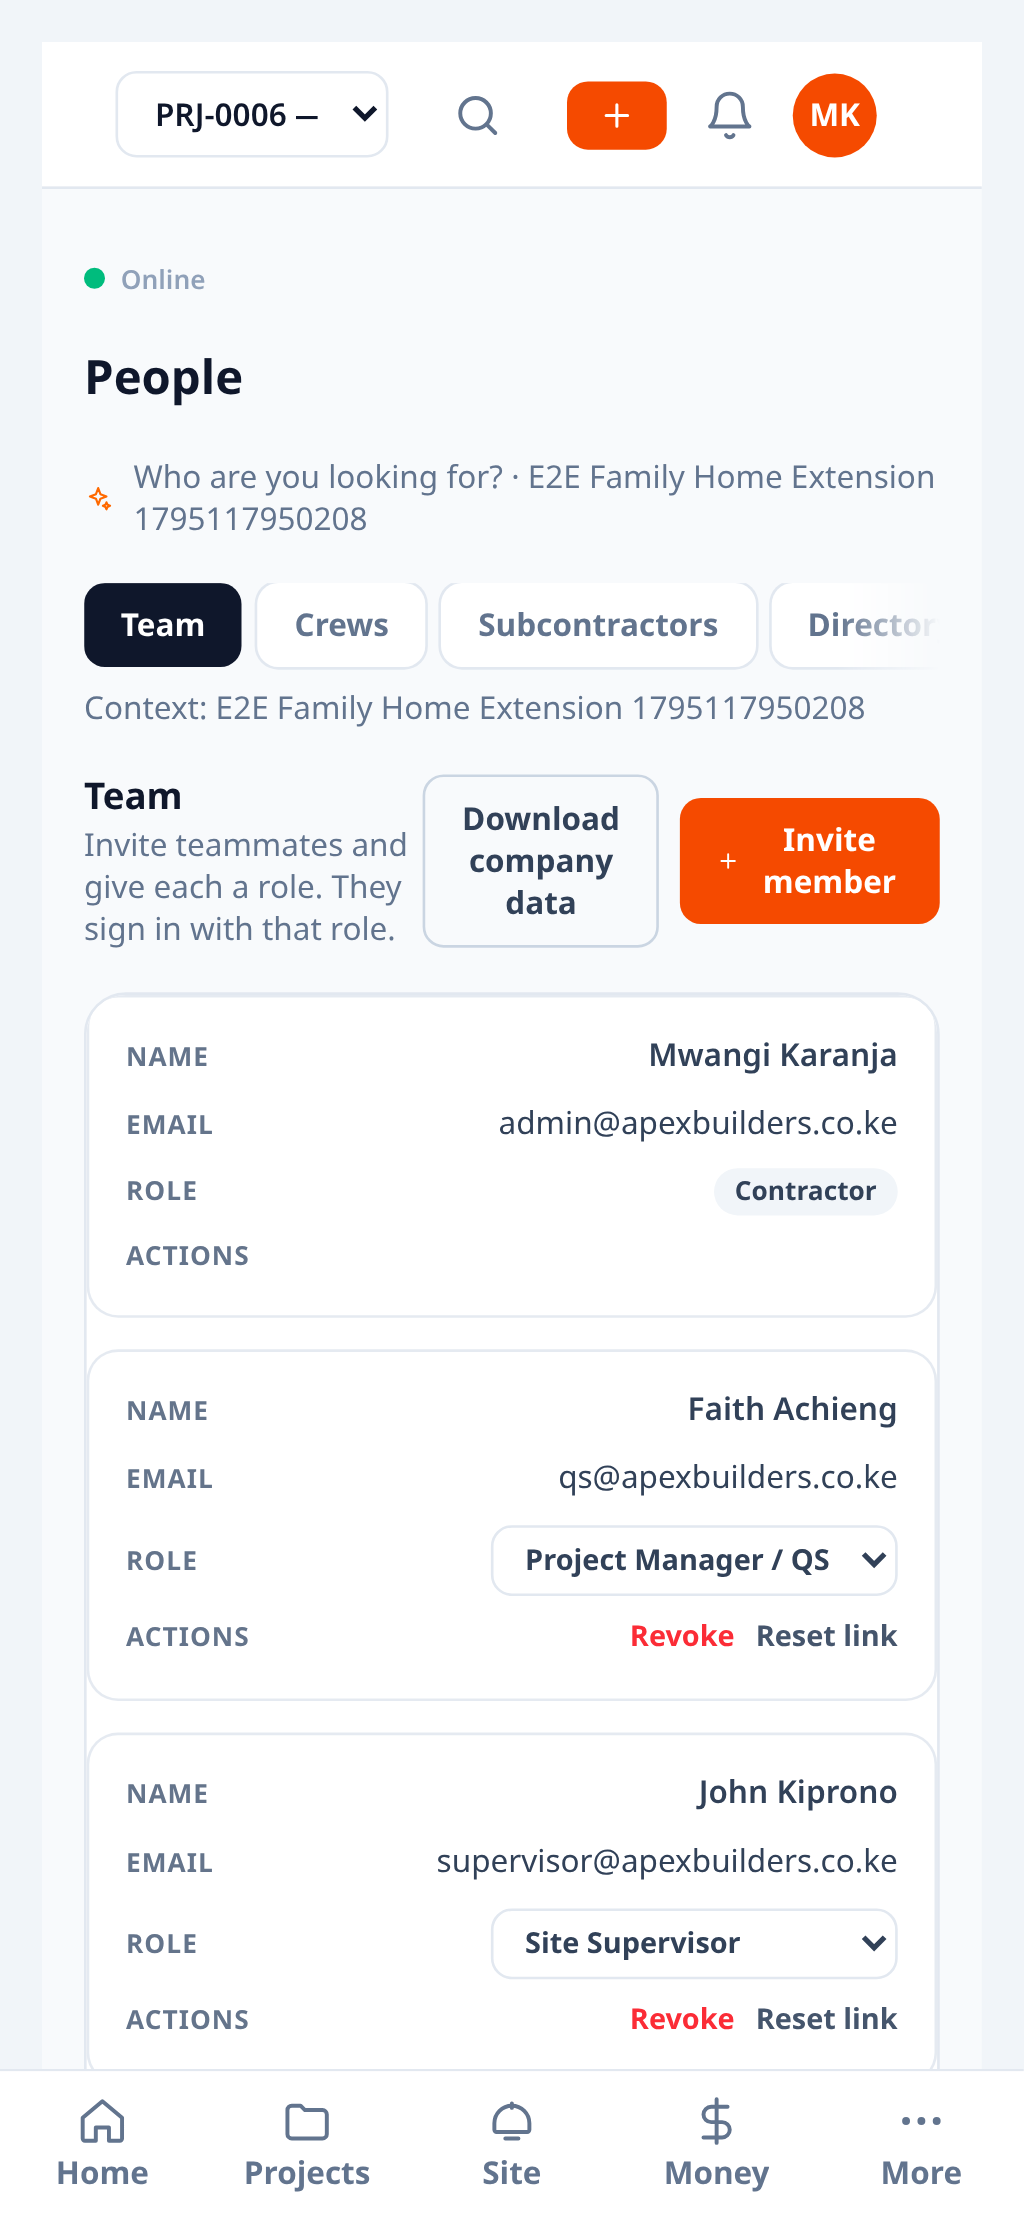 PRJ-0006 —
+
MK
Online
People
Who are you looking for? · E2E Family Home Extension
1795117950208
Team
Crews
Subcontractors
Director
Context: E2E Family Home Extension 1795117950208
Team
Invite teammates and
give each a role. They
sign in with that role.
Download
company
data
+ Invite
member
NAME Mwangi Karanja
EMAIL admin@apexbuilders.co.ke
ROLE Contractor
ACTIONS
NAME Faith Achieng
EMAIL qs@apexbuilders.co.ke
ROLE Project Manager / QS
ACTIONS Revoke Reset link
NAME John Kiprono
EMAIL supervisor@apexbuilders.co.ke
ROLE Site Supervisor
ACTIONS Revoke Reset link
Home
Projects
Site
Money
More